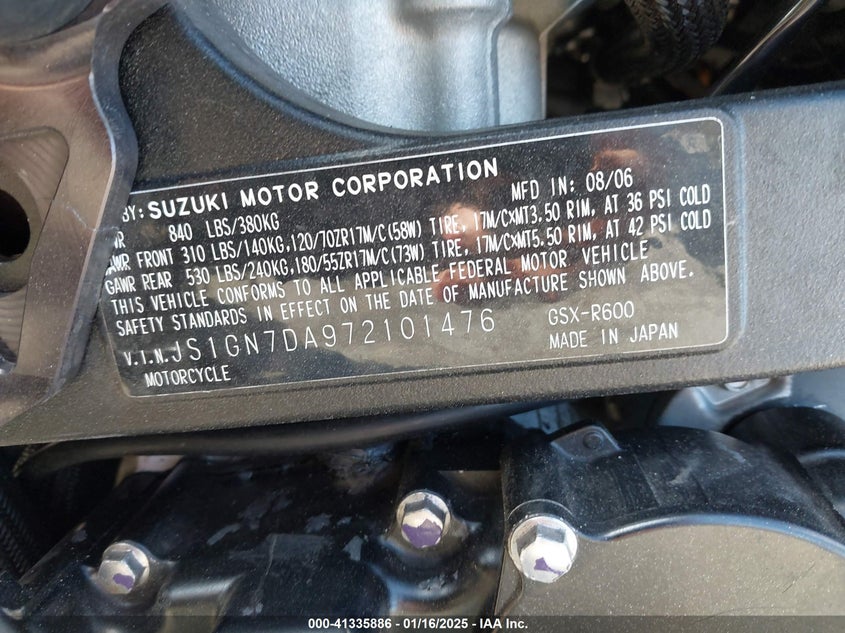 BY: SUZUKI MOTOR CORPORATION MFD IN: 08/06
840 LBS/380KG
GAWR FRONT 310 LBS/140KG,120/70ZR17M/C(58W) TIRE, 17M/CXMT3.50 RIM, AT 36 PSI COLD
GAWR REAR 530 LBS/240KG,180/55ZR17M/C(73W) TIRE, 17M/CXMT5.50 RIM, AT 42 PSI COLD
THIS VEHICLE CONFORMS TO ALL APPLICABLE FEDERAL MOTOR VEHICLE
SAFETY STANDARDS IN EFFECT ON THE DATE OF MANUFACTURE SHOWN ABOVE.
V.I.N. JS1GN7DA972101476 GSX-R600
MOTORCYCLE MADE IN JAPAN
000-41335886 - 01/16/2025 - IAAI.COM